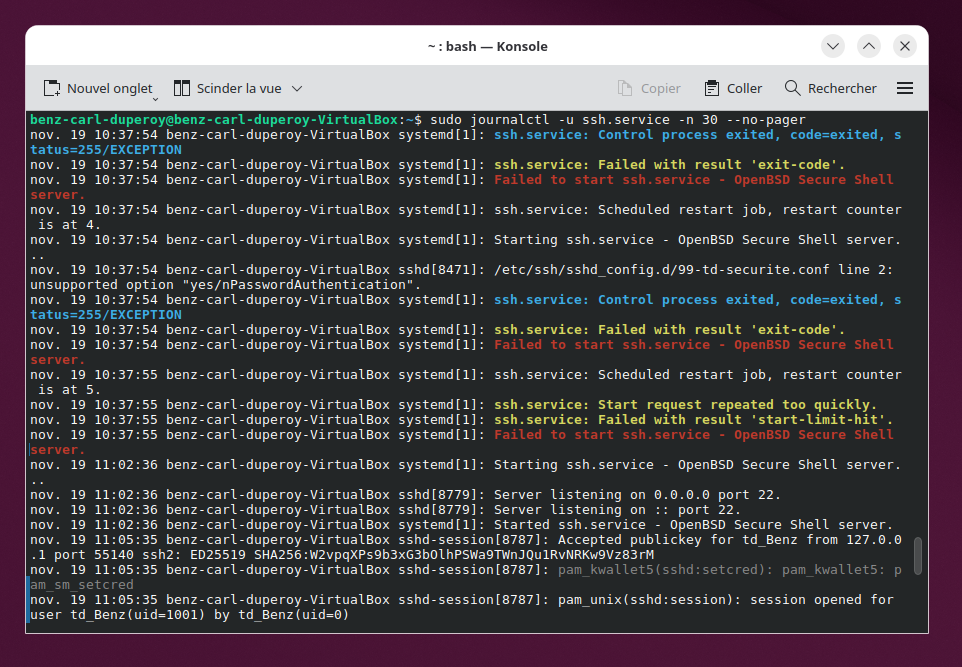 ~ : bash — Konsole
Nouvel onglet Scinder la vue Copier Coller Rechercher
benz-carl-duperoy@benz-carl-duperoy-VirtualBox:~$ sudo journalctl -u ssh.service -n 30 --no-pager
nov. 19 10:37:54 benz-carl-duperoy-VirtualBox systemd[1]: ssh.service: Control process exited, code=exited, s
tatus=255/EXCEPTION
nov. 19 10:37:54 benz-carl-duperoy-VirtualBox systemd[1]: ssh.service: Failed with result 'exit-code'.
nov. 19 10:37:54 benz-carl-duperoy-VirtualBox systemd[1]: Failed to start ssh.service - OpenBSD Secure Shell
server.
nov. 19 10:37:54 benz-carl-duperoy-VirtualBox systemd[1]: ssh.service: Scheduled restart job, restart counter
 is at 4.
nov. 19 10:37:54 benz-carl-duperoy-VirtualBox systemd[1]: Starting ssh.service - OpenBSD Secure Shell server.
..
nov. 19 10:37:54 benz-carl-duperoy-VirtualBox sshd[8471]: /etc/ssh/sshd_config.d/99-td-securite.conf line 2:
unsupported option "yes/nPasswordAuthentication".
nov. 19 10:37:54 benz-carl-duperoy-VirtualBox systemd[1]: ssh.service: Control process exited, code=exited, s
tatus=255/EXCEPTION
nov. 19 10:37:54 benz-carl-duperoy-VirtualBox systemd[1]: ssh.service: Failed with result 'exit-code'.
nov. 19 10:37:54 benz-carl-duperoy-VirtualBox systemd[1]: Failed to start ssh.service - OpenBSD Secure Shell
server.
nov. 19 10:37:55 benz-carl-duperoy-VirtualBox systemd[1]: ssh.service: Scheduled restart job, restart counter
 is at 5.
nov. 19 10:37:55 benz-carl-duperoy-VirtualBox systemd[1]: ssh.service: Start request repeated too quickly.
nov. 19 10:37:55 benz-carl-duperoy-VirtualBox systemd[1]: ssh.service: Failed with result 'start-limit-hit'.
nov. 19 10:37:55 benz-carl-duperoy-VirtualBox systemd[1]: Failed to start ssh.service - OpenBSD Secure Shell
server.
nov. 19 11:02:36 benz-carl-duperoy-VirtualBox systemd[1]: Starting ssh.service - OpenBSD Secure Shell server.
..
nov. 19 11:02:36 benz-carl-duperoy-VirtualBox sshd[8779]: Server listening on 0.0.0.0 port 22.
nov. 19 11:02:36 benz-carl-duperoy-VirtualBox sshd[8779]: Server listening on :: port 22.
nov. 19 11:02:36 benz-carl-duperoy-VirtualBox systemd[1]: Started ssh.service - OpenBSD Secure Shell server.
nov. 19 11:05:35 benz-carl-duperoy-VirtualBox sshd-session[8787]: Accepted publickey for td_Benz from 127.0.0
.1 port 55140 ssh2: ED25519 SHA256:W2vpqXPs9b3xG3bOlhPSWa9TWnJQu1RvNRKw9Vz83rM
nov. 19 11:05:35 benz-carl-duperoy-VirtualBox sshd-session[8787]: pam_kwallet5(sshd:setcred): pam_kwallet5: p
am_sm_setcred
nov. 19 11:05:35 benz-carl-duperoy-VirtualBox sshd-session[8787]: pam_unix(sshd:session): session opened for
user td_Benz(uid=1001) by td_Benz(uid=0)